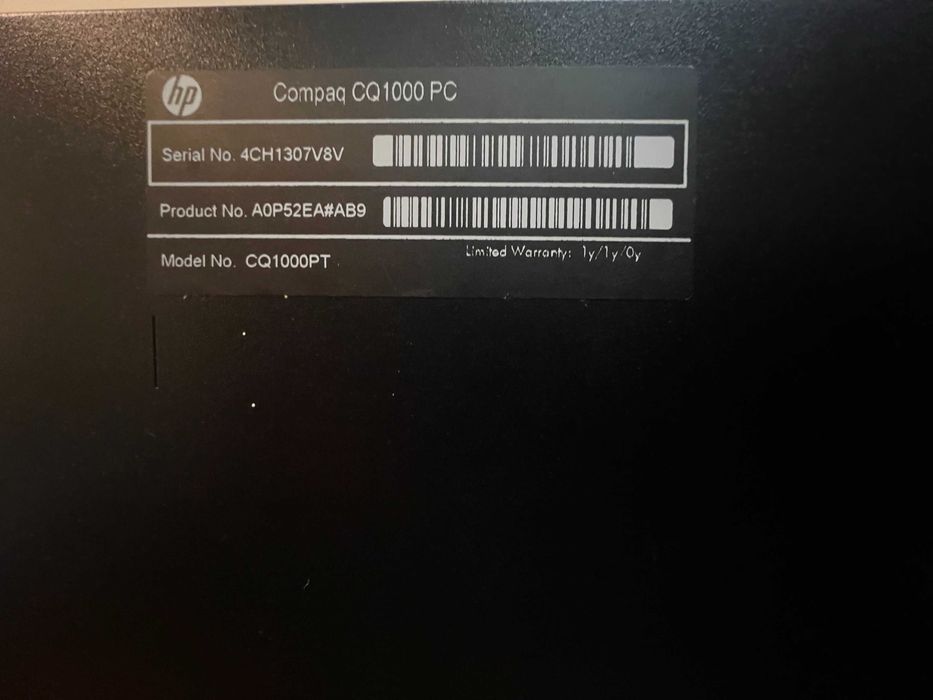 hp
Compaq CQ1000 PC
Serial No. 4CH1307V8V
Product No. A0P52EA#AB9
Model No. CQ1000PT
Limited Warranty: 1y/1y/0y